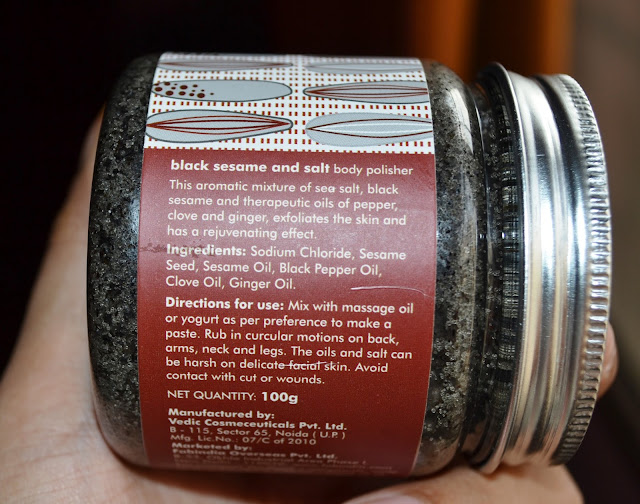 black sesame and salt body polisher
This aromatic mixture of sea salt, black
sesame and therapeutic oils of pepper,
clove and ginger, exfoliates the skin and
has a rejuvenating effect.
Ingredients: Sodium Chloride, Sesame
Seed, Sesame Oil, Black Pepper Oil,
Clove Oil, Ginger Oil.
Directions for use: Mix with massage oil
or yogurt as per preference to make a
paste. Rub in curcular motions on back,
arms, neck and legs. The oils and salt can
be harsh on delicate facial skin. Avoid
contact with cut or wounds.
NET QUANTITY: 100g
Manufactured by:
Vedic Cosmeceuticals Pvt. Ltd.
B - 115, Sector 65, Noida ( U.P )
Mfg. Lic.No.: 07/C of 2010
Marketed by:
Fabindia Overseas Pvt. Ltd.